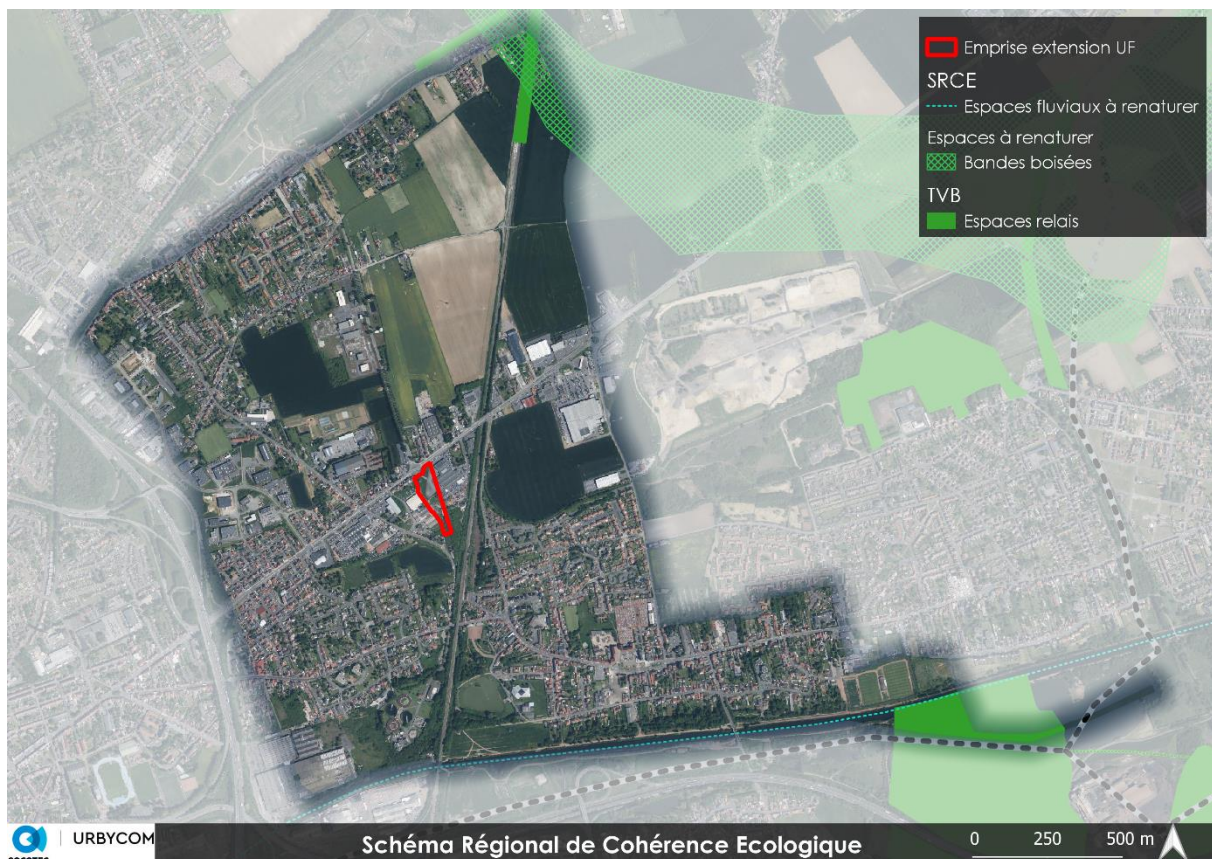 Emprise extension UF
SRCE
Espaces fluviaux à renaturer
Espaces à renaturer
Bandes boisées
TVB
Espaces relais
URBYCOM
Schéma Régional de Cohérence Ecologique
0 250 500 m